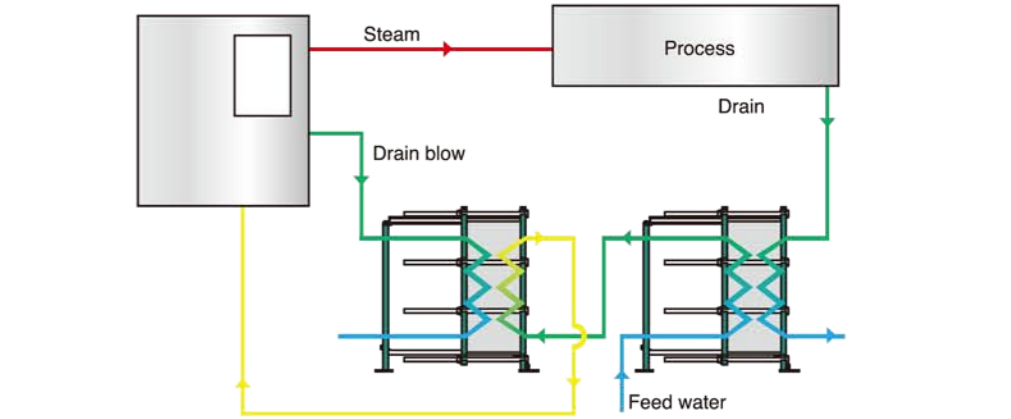 Steam
Process
Drain
Drain blow
Feed water